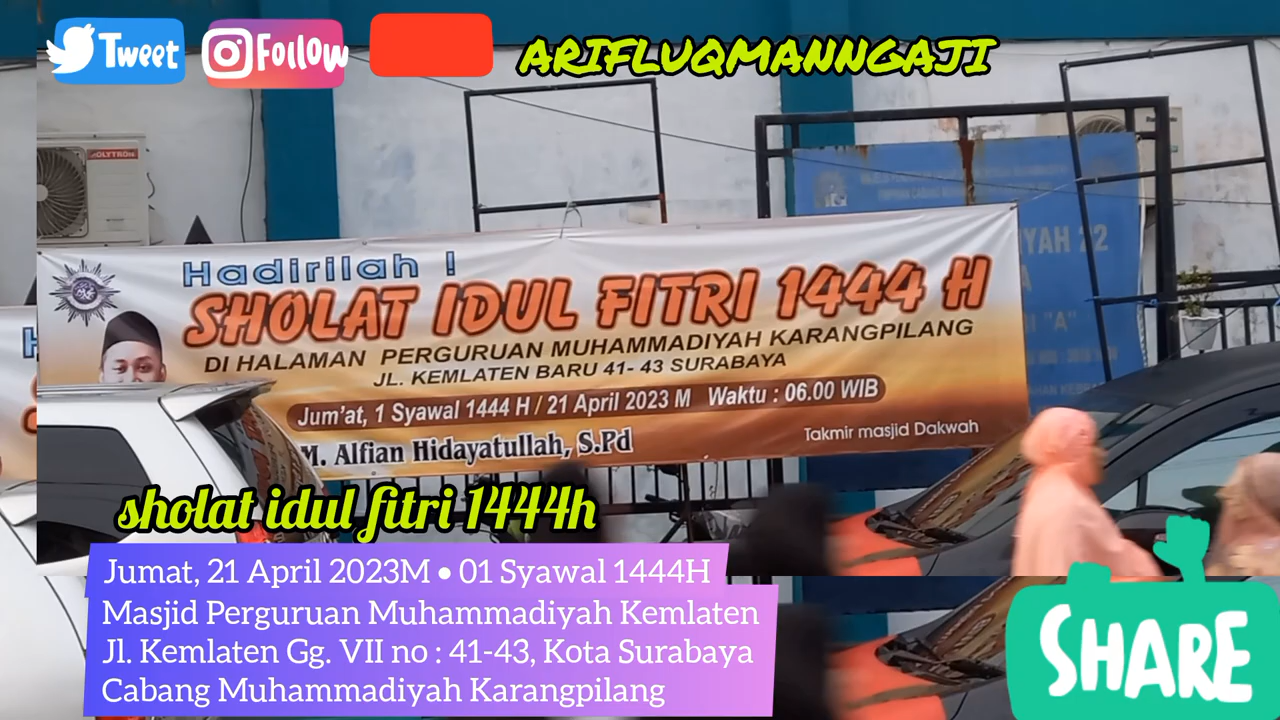 Tweet
Follow
ARIFLUQMANNGAJI
POLYTRON
YAH 22
"A"
Hadirilah !
SHOLAT IDUL FITRI 1444 H
DI HALAMAN PERGURUAN MUHAMMADIYAH KARANGPILANG
JL. KEMLATEN BARU 41- 43 SURABAYA
Jum'at, 1 Syawal 1444 H / 21 April 2023 M Waktu : 06.00 WIB
M. Alfian Hidayatullah, S.Pd
Takmir masjid Dakwah
sholat idul fitri 1444h
Jumat, 21 April 2023M • 01 Syawal 1444H
Masjid Perguruan Muhammadiyah Kemlaten
Jl. Kemlaten Gg. VII no : 41-43, Kota Surabaya
Cabang Muhammadiyah Karangpilang
SHARE